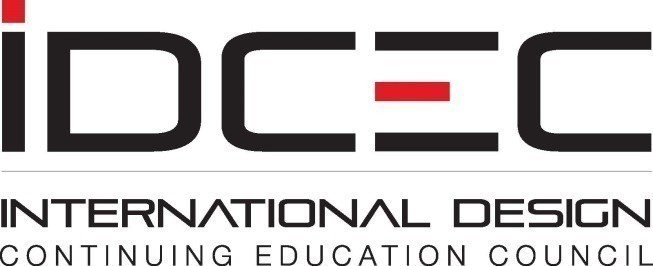 iDCEC
INTERNATIONAL DESIGN
CONTINUING EDUCATION COUNCIL